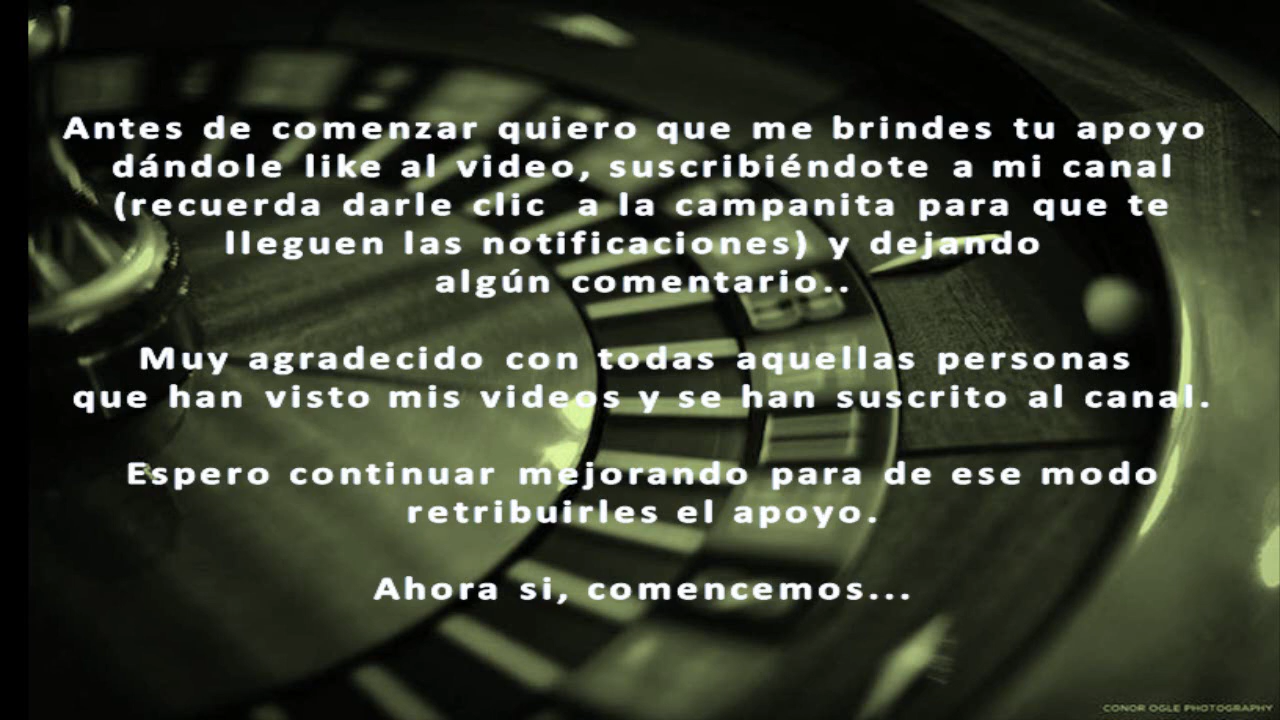 Antes de comenzar quiero que me brindes tu apoyo
dándole like al video, suscribiéndote a mi canal
(recuerda darle clic a la campanita para que te
lleguen las notificaciones) y dejando
algún comentario..
Muy agradecido con todas aquellas personas
que han visto mis videos y se han suscrito al canal.
Espero continuar mejorando para de ese modo
retribuirles el apoyo.
Ahora si, comencemos...
CONOR OGLE PHOTOGRAPHY